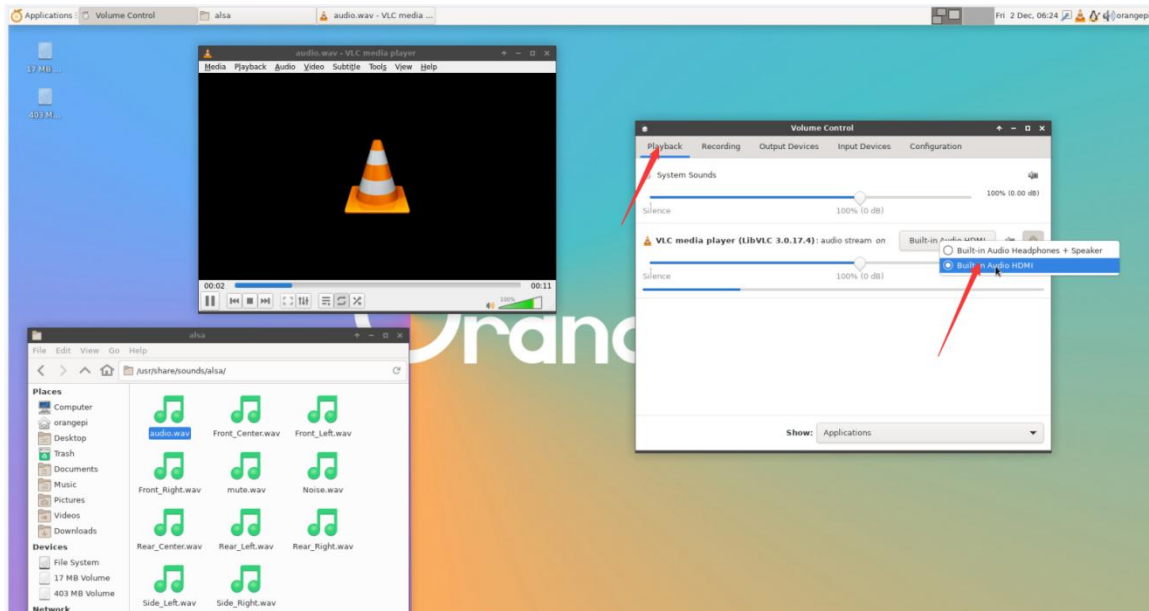 Applications Volume Control alsa audio.wav - VLC media ... Fri 2 Dec, 06:24 orangepi
17 MB ...
403 M...
audio.wav - VLC media player
Media Playback Audio Video Subtitle Tools View Help
00:02 00:11
100%
Volume Control
Playback Recording Output Devices Input Devices Configuration
System Sounds
100% (0.00 dB)
Silence 100% (0 dB)
VLC media player (LibVLC 3.0.17.4): audio stream on Built-in Audio HDMI
Built-in Audio Headphones + Speaker
Built-in Audio HDMI
Silence 100% (0 dB)
Show: Applications
Orang
alsa
File Edit View Go Help
/usr/share/sounds/alsa/
Places
Computer
orangepi
Desktop
Trash
Documents
Music
Pictures
Videos
Downloads
Devices
File System
17 MB Volume
403 MB Volume
Network
audio.wav Front_Center.wav Front_Left.wav
Front_Right.wav mute.wav Noise.wav
Rear_Center.wav Rear_Left.wav Rear_Right.wav
Side_Left.wav Side_Right.wav